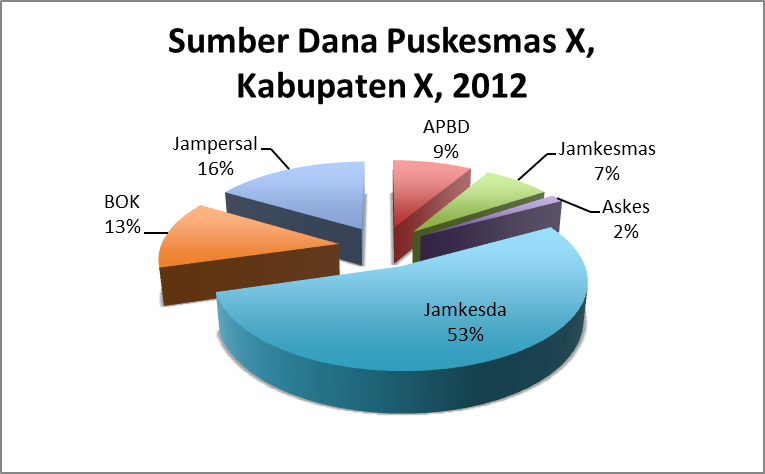 Sumber Dana Puskesmas X,
Kabupaten X, 2012
APBD
9%
Jamkesmas
7%
Askes
2%
Jamkesda
53%
BOK
13%
Jampersal
16%